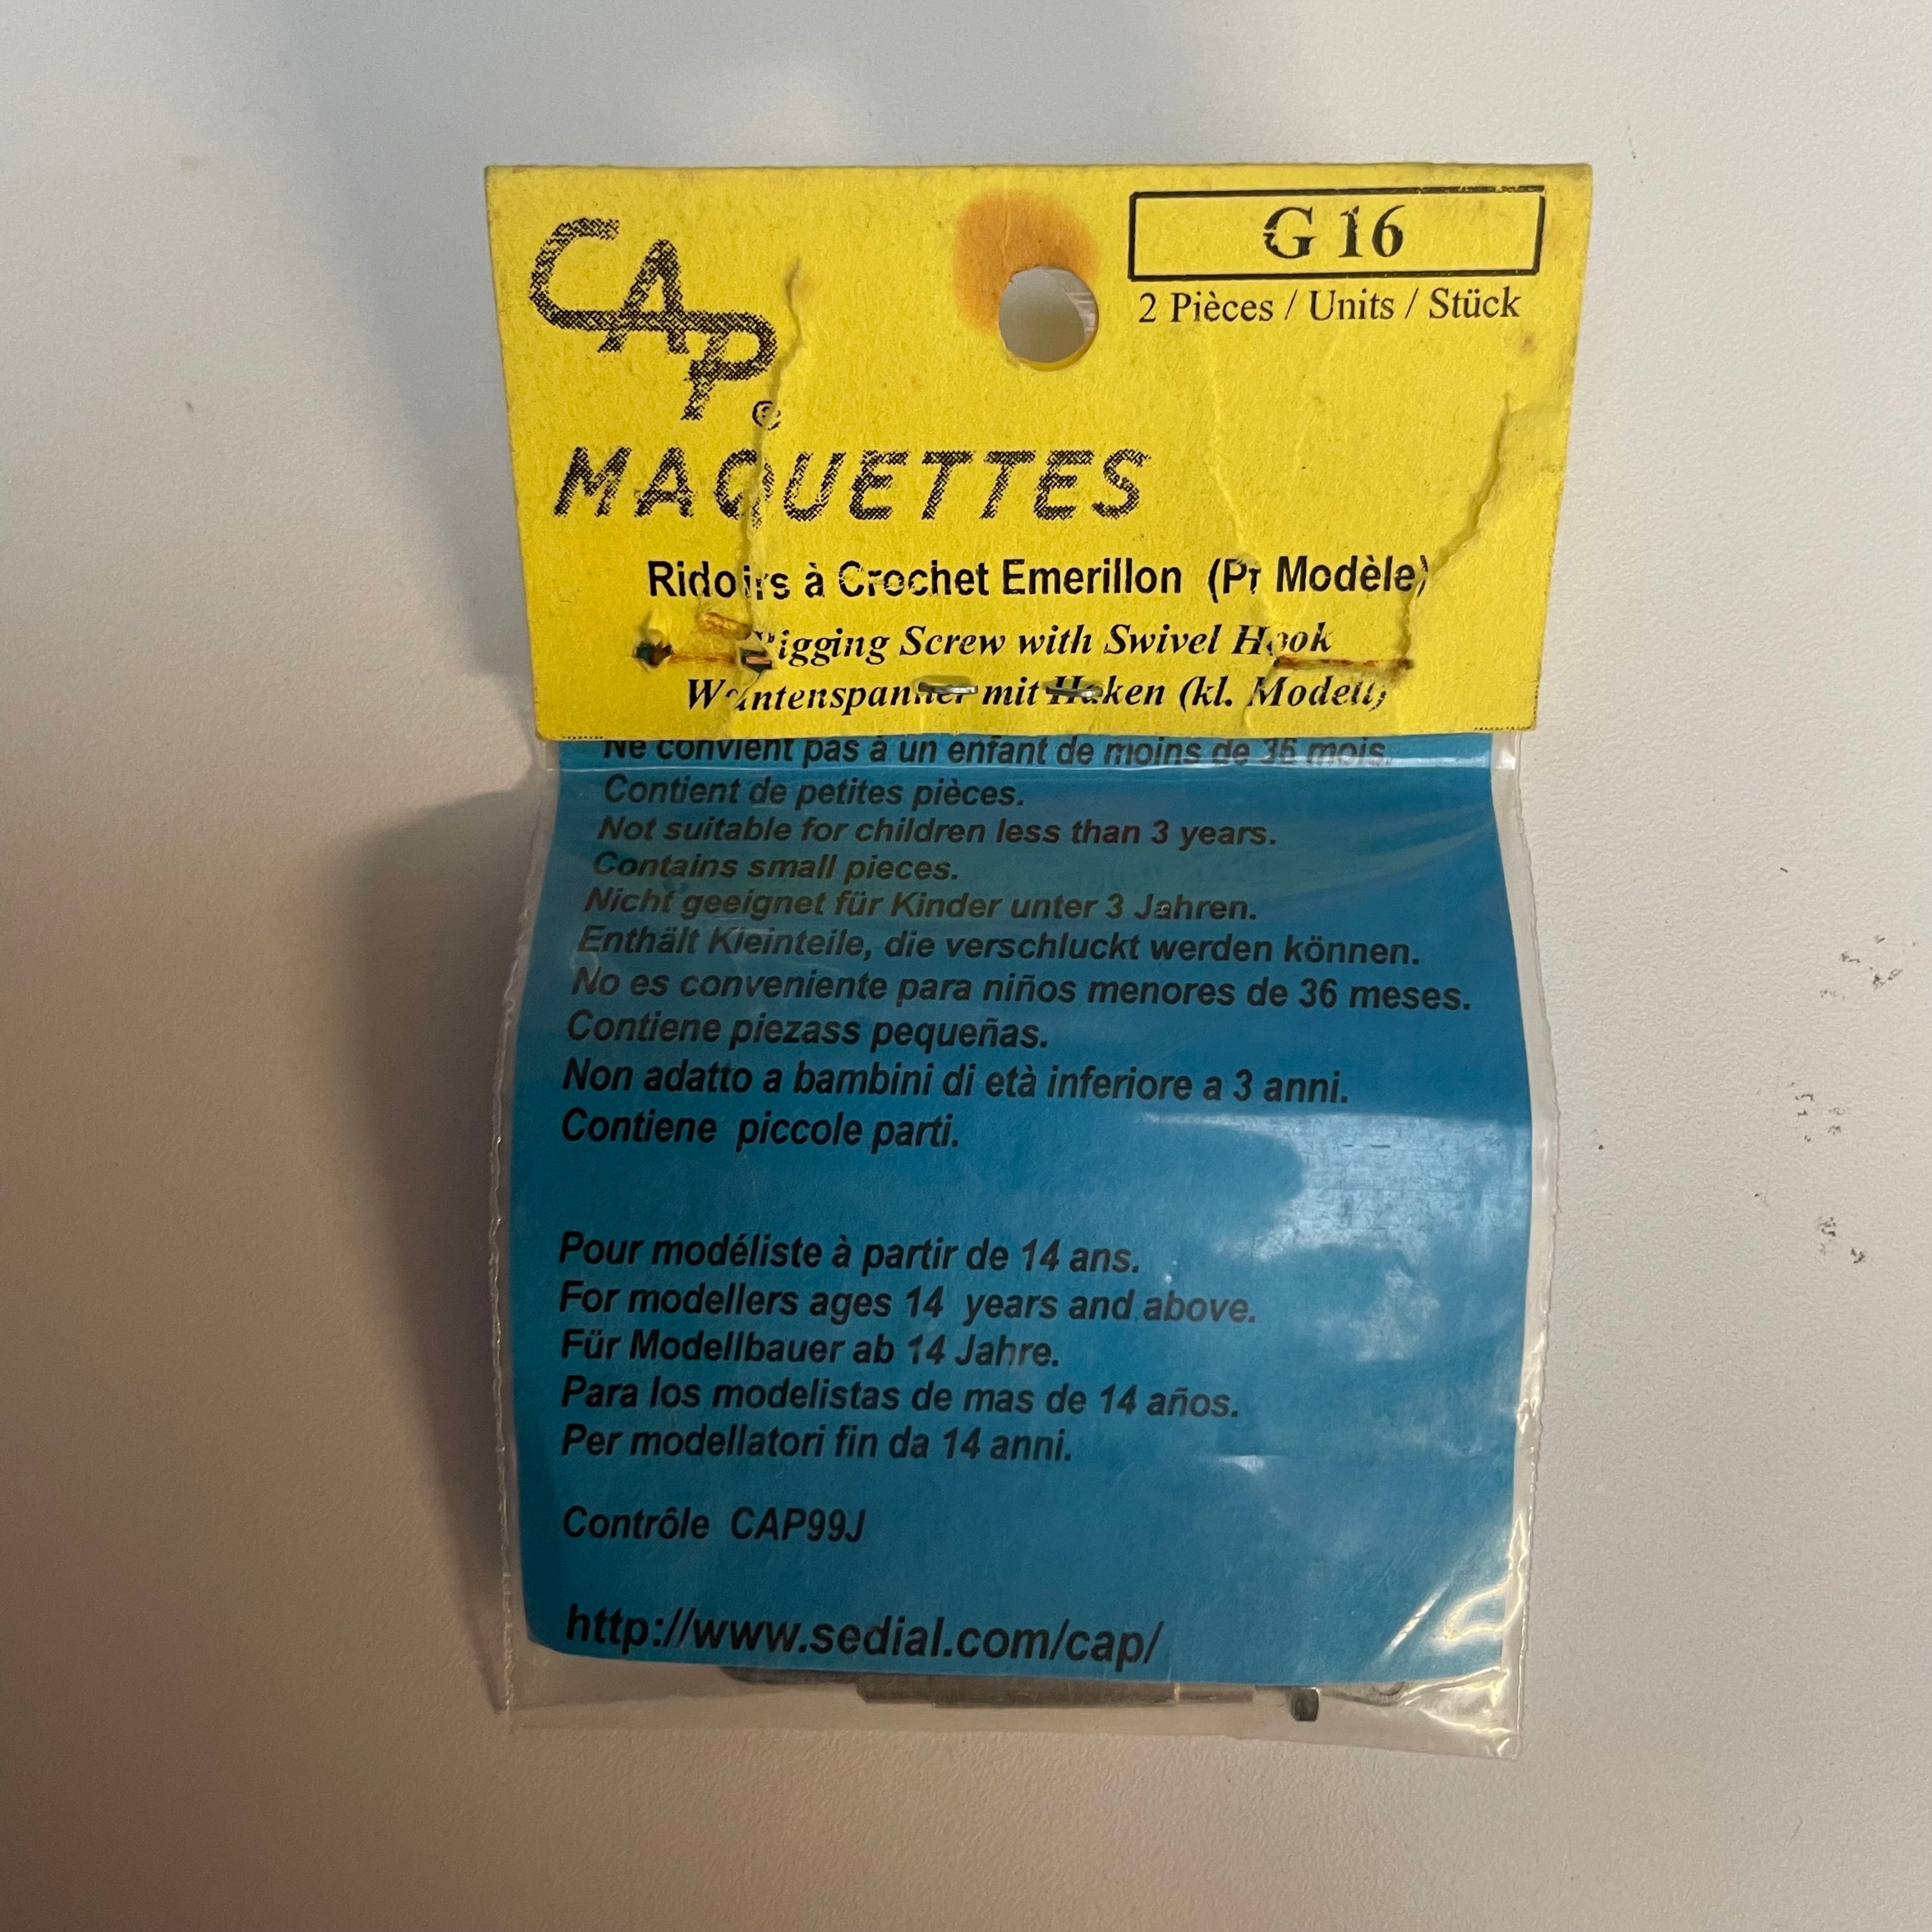 CAP®
MAQUETTES
G 16
2 Pièces / Units / Stück
Ridoirs à Crochet Emerillon (Pt Modèle)
Rigging Screw with Swivel Hook
Wantenspanner mit Haken (kl. Modell)
Ne convient pas à un enfant de moins de 36 mois.
Contient de petites pièces.
Not suitable for children less than 3 years.
Contains small pieces.
Nicht geeignet für Kinder unter 3 Jahren.
Enthält Kleinteile, die verschluckt werden können.
No es conveniente para niños menores de 36 meses.
Contiene piezass pequeñas.
Non adatto a bambini di età inferiore a 3 anni.
Contiene piccole parti.
Pour modéliste à partir de 14 ans.
For modellers ages 14 years and above.
Für Modellbauer ab 14 Jahre.
Para los modelistas de mas de 14 años.
Per modellatori fin da 14 anni.
Contrôle CAP99J
http://www.sedial.com/cap/